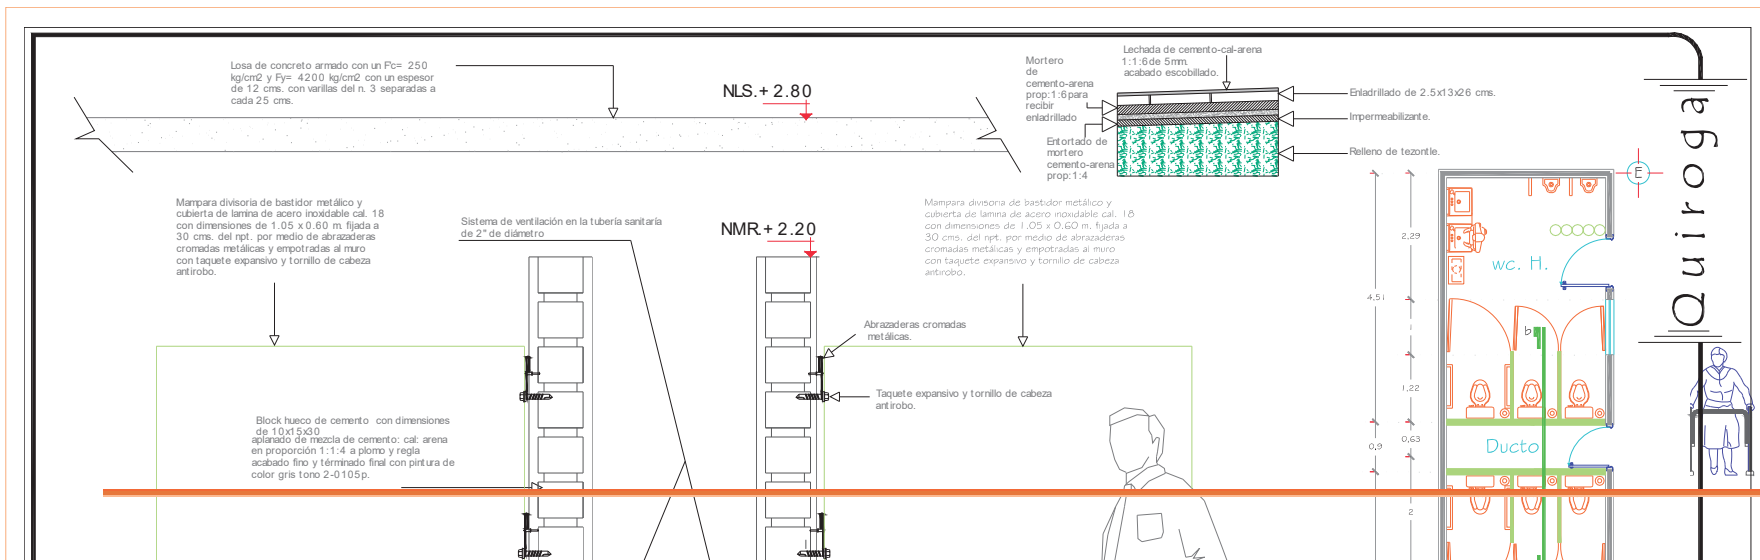 Losa de concreto armado con un F'c= 250
kg/cm2 y Fy= 4200 kg/cm2 con un espesor
de 12 cms. con varillas del n. 3 separadas a
cada 25 cms.
NLS.+ 2.80
Mortero
de
cemento-arena
prop:1:6para
recibir
enladrillado
Lechada de cemento-cal-arena
1:1:6de 5mm.
acabado escobillado.
Enladrillado de 2.5x13x26 cms.
Impermeabilizante.
Entortado de
mortero
cemento-arena
prop:1:4
Relleno de tezontle.
Mampara divisoria de bastidor metálico y
cubierta de lamina de acero inoxidable cal. 18
con dimensiones de 1.05 x 0.60 m. fijada a
30 cms. del npt. por medio de abrazaderas
cromadas metálicas y empotradas al muro
con taquete expansivo y tornillo de cabeza
antirobo.
Sistema de ventilación en la tubería sanitaría
de 2" de diámetro
NMR.+ 2.20
Mampara divisoria de bastidor metálico y
cubierta de lamina de acero inoxidable cal. 18
con dimensiones de 1.05 x 0.60 m. fijada a
30 cms. del npt. por medio de abrazaderas
cromadas metálicas y empotradas al muro
con taquete expansivo y tornillo de cabeza
antirobo.
Abrazaderas cromadas
metálicas.
Taquete expansivo y tornillo de cabeza
antirobo.
Block hueco de cemento con dimensiones
de 10x15x30
aplanado de mezcla de cemento: cal: arena
en proporción 1:1:4 a plomo y regla
acabado fino y términado final con pintura de
color gris tono 2-0105p.
E
2,29
wc. H.
4,51
b
1,22
0,9
0,63
Ducto
2
Quiroga